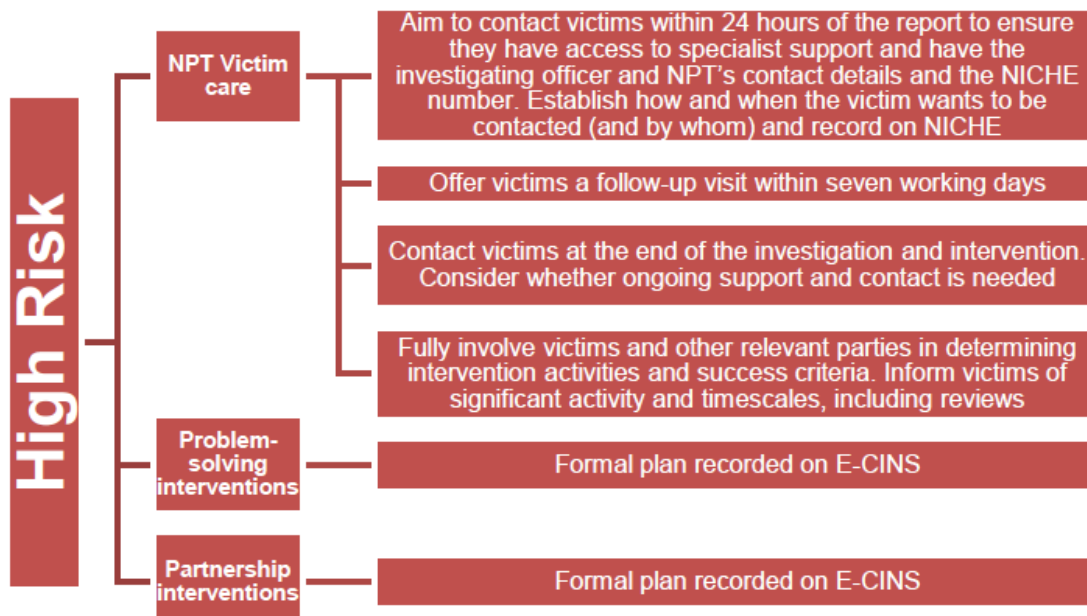 High Risk
NPT Victim
care
Aim to contact victims within 24 hours of the report to ensure
they have access to specialist support and have the
investigating officer and NPT's contact details and the NICHE
number. Establish how and when the victim wants to be
contacted (and by whom) and record on NICHE
Offer victims a follow-up visit within seven working days
Contact victims at the end of the investigation and intervention.
Consider whether ongoing support and contact is needed
Fully involve victims and other relevant parties in determining
intervention activities and success criteria. Inform victims of
significant activity and timescales, including reviews
Problem-
solving
interventions
Formal plan recorded on E-CINS
Partnership
interventions
Formal plan recorded on E-CINS